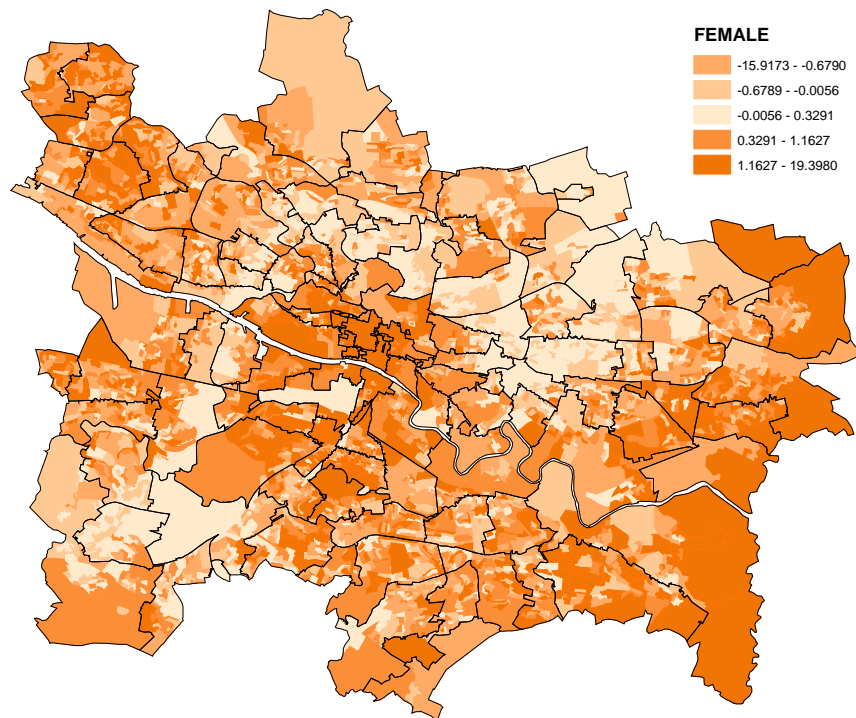 FEMALE
-15.9173 - -0.6790
-0.6789 - -0.0056
-0.0056 - 0.3291
0.3291 - 1.1627
1.1627 - 19.3980